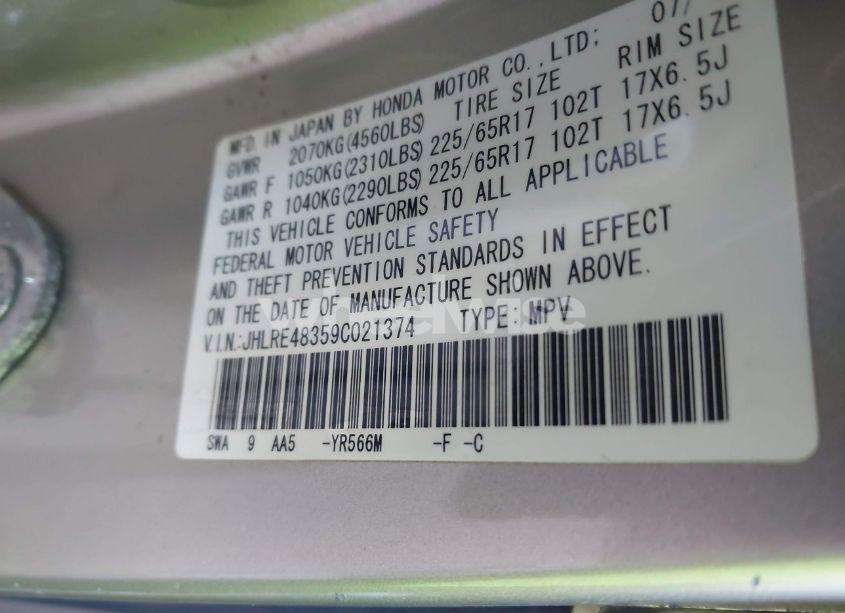 MFD. IN JAPAN BY HONDA MOTOR CO.,LTD; 07/
GVWR 2070KG(4560LBS) TIRE SIZE RIM SIZE
GAWR F 1050KG(2310LBS) 225/65R17 102T 17X6.5J
GAWR R 1040KG(2290LBS) 225/65R17 102T 17X6.5J
THIS VEHICLE CONFORMS TO ALL APPLICABLE
FEDERAL MOTOR VEHICLE SAFETY
AND THEFT PREVENTION STANDARDS IN EFFECT
ON THE DATE OF MANUFACTURE SHOWN ABOVE.
V.I.N.:JHLRE48359C021374 TYPE: MPV
SWA 9 AA5 -YR566M -F -C